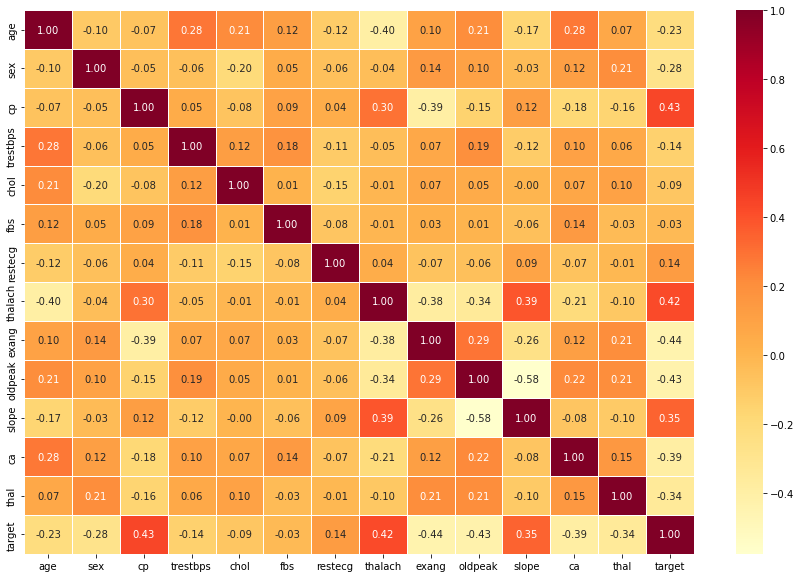 age 1.00 -0.10 -0.07 0.28 0.21 0.12 -0.12 -0.40 0.10 0.21 -0.17 0.28 0.07 -0.23
sex -0.10 1.00 -0.05 -0.06 -0.20 0.05 -0.06 -0.04 0.14 0.10 -0.03 0.12 0.21 -0.28
cp -0.07 -0.05 1.00 0.05 -0.08 0.09 0.04 0.30 -0.39 -0.15 0.12 -0.18 -0.16 0.43
trestbps 0.28 -0.06 0.05 1.00 0.12 0.18 -0.11 -0.05 0.07 0.19 -0.12 0.10 0.06 -0.14
chol 0.21 -0.20 -0.08 0.12 1.00 0.01 -0.15 -0.01 0.07 0.05 -0.00 0.07 0.10 -0.09
fbs 0.12 0.05 0.09 0.18 0.01 1.00 -0.08 -0.01 0.03 0.01 -0.06 0.14 -0.03 -0.03
restecg -0.12 -0.06 0.04 -0.11 -0.15 -0.08 1.00 0.04 -0.07 -0.06 0.09 -0.07 -0.01 0.14
thalach -0.40 -0.04 0.30 -0.05 -0.01 -0.01 0.04 1.00 -0.38 -0.34 0.39 -0.21 -0.10 0.42
exang 0.10 0.14 -0.39 0.07 0.07 0.03 -0.07 -0.38 1.00 0.29 -0.26 0.12 0.21 -0.44
oldpeak 0.21 0.10 -0.15 0.19 0.05 0.01 -0.06 -0.34 0.29 1.00 -0.58 0.22 0.21 -0.43
slope -0.17 -0.03 0.12 -0.12 -0.00 -0.06 0.09 0.39 -0.26 -0.58 1.00 -0.08 -0.10 0.35
ca 0.28 0.12 -0.18 0.10 0.07 0.14 -0.07 -0.21 0.12 0.22 -0.08 1.00 0.15 -0.39
thal 0.07 0.21 -0.16 0.06 0.10 -0.03 -0.01 -0.10 0.21 0.21 -0.10 0.15 1.00 -0.34
target -0.23 -0.28 0.43 -0.14 -0.09 -0.03 0.14 0.42 -0.44 -0.43 0.35 -0.39 -0.34 1.00
age sex cp trestbps chol fbs restecg thalach exang oldpeak slope ca thal target
1.0
0.8
0.6
0.4
0.2
0.0
−0.2
−0.4